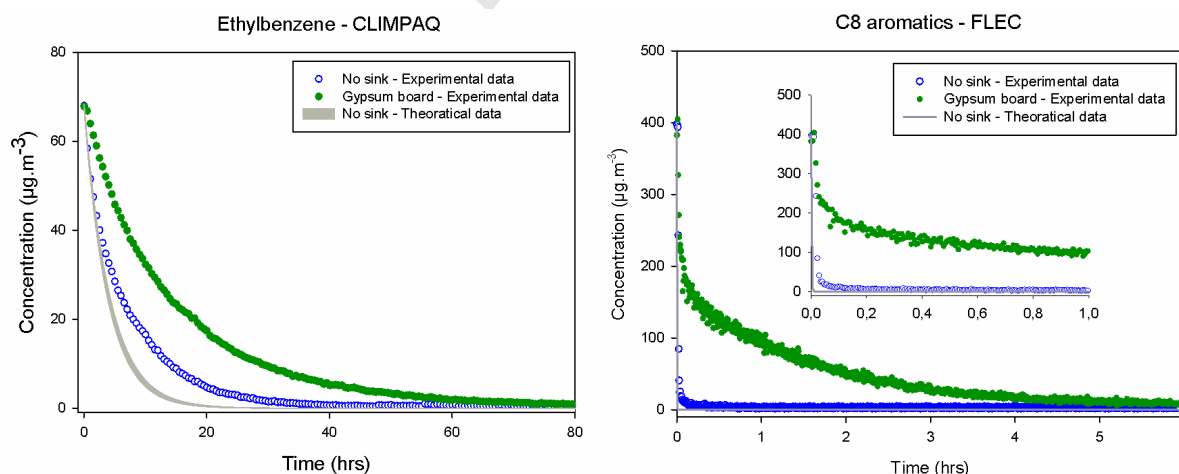 Ethylbenzene - CLIMPAQ
80
60
40
20
0
Concentration (µg.m-3)
No sink - Experimental data
Gypsum board - Experimental data
No sink - Theoratical data
0
20
40
60
80
Time (hrs)
C8 aromatics - FLEC
500
400
300
200
100
0
Concentration (µg.m-3)
No sink - Experimental data
Gypsum board - Experimental data
No sink - Theoratical data
500
400
300
200
100
0
0,0
0,2
0,4
0,6
0,8
1,0
0
1
2
3
4
5
Time (hrs)